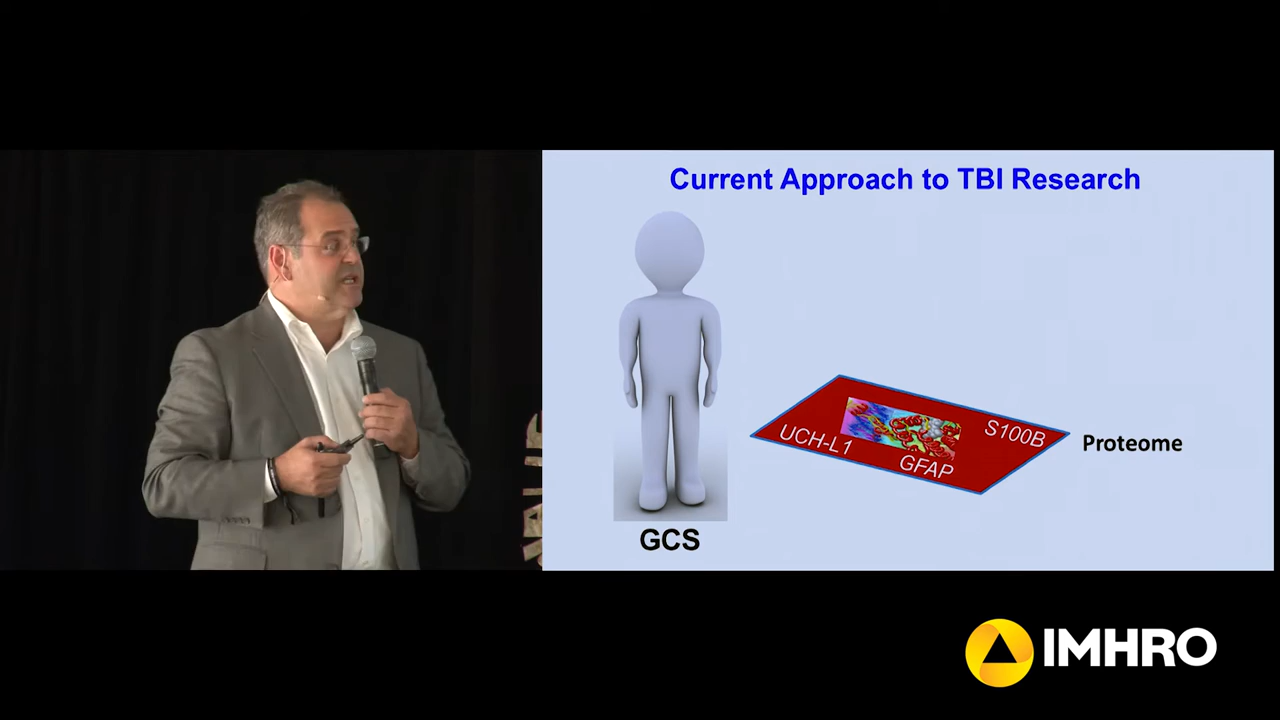 Current Approach to TBI Research
UCH-L1
GFAP
S100B
Proteome
GCS
IMHRO